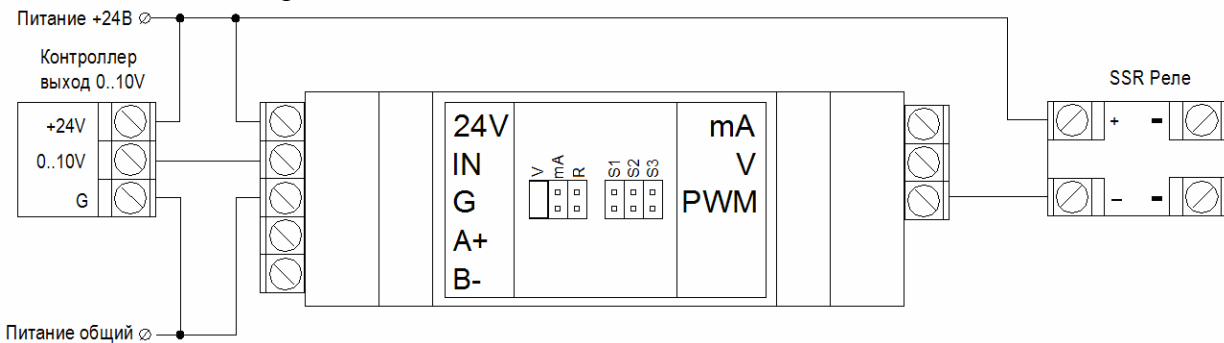 Питание +24В
Контроллер
выход 0..10V
+24V
0..10V
G
24V
IN
G
A+
B-
V
mA
R
S1
S2
S3
mA
V
PWM
SSR Реле
+ -
– -
Питание общий